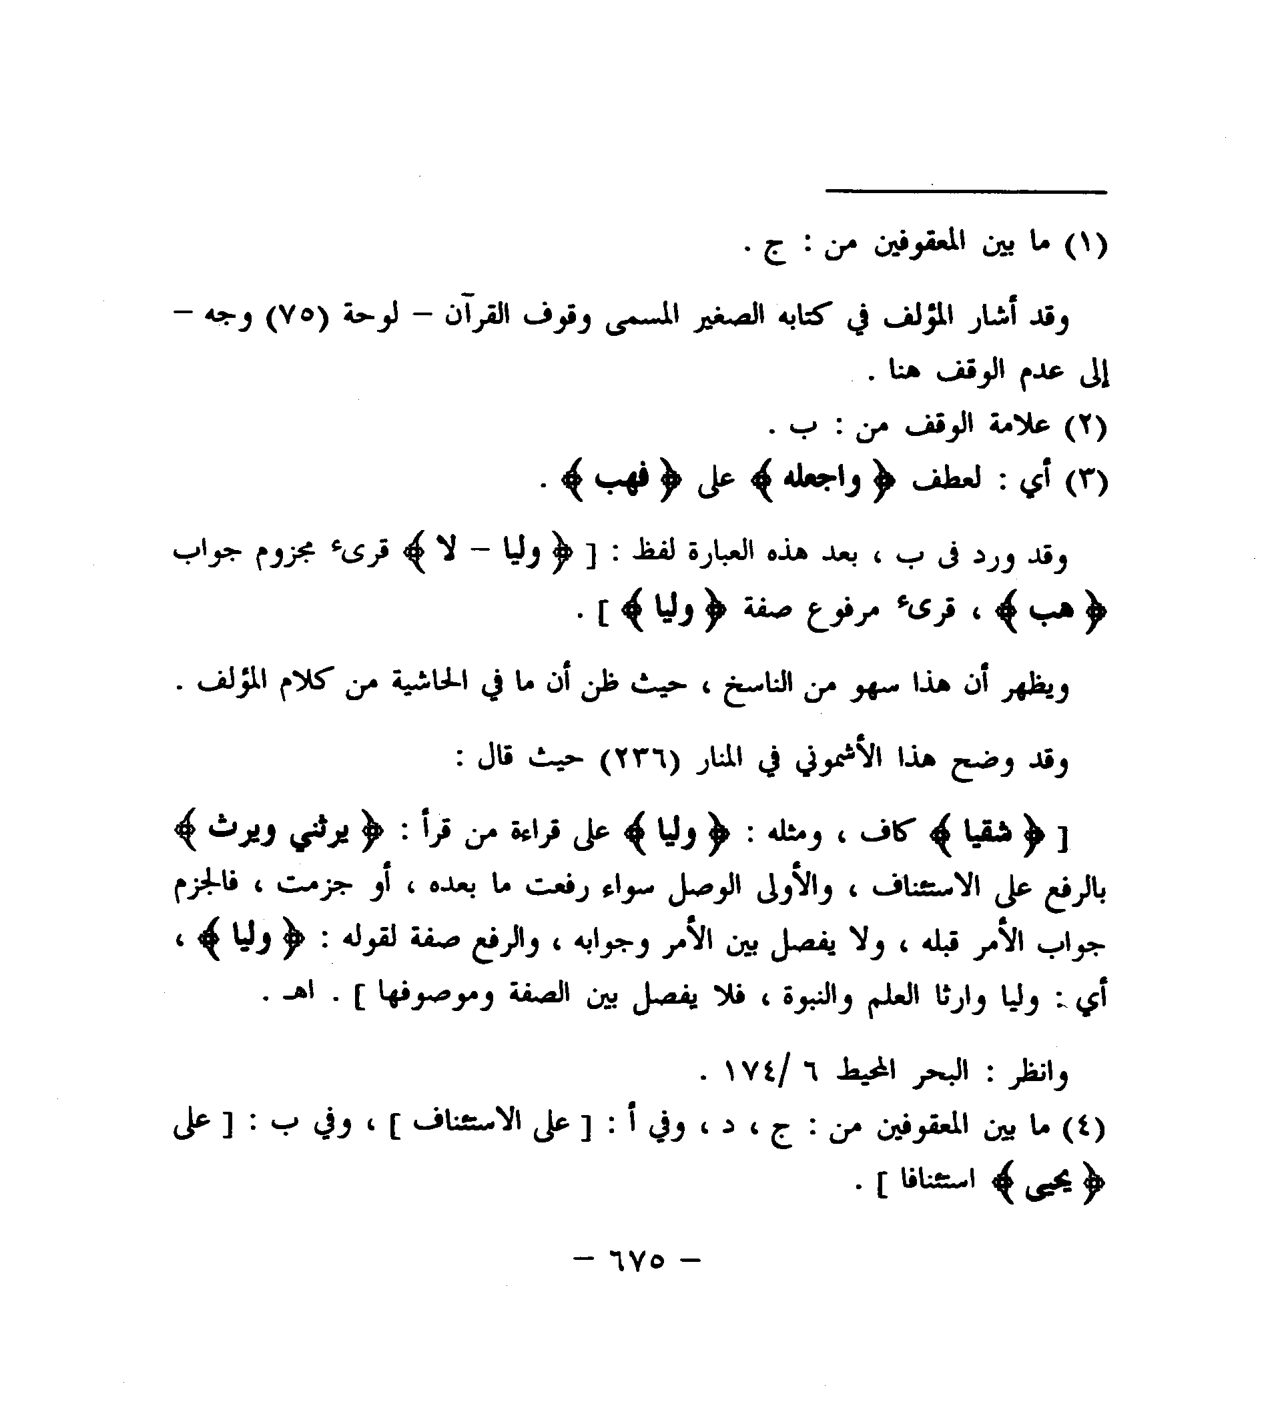 (١) ما بين المعقوفين من : ج .
وقد أشار المؤلف في كتابه الصغير المسمى وقوف القرآن – لوحة (٧٥) وجه –
إلى عدم الوقف هنا .
(٢) علامة الوقف من : ب .
(٣) أي : لعطف ﴿ واجعله ﴾ على ﴿ فهب ﴾ .
وقد ورد فى ب ، بعد هذه العبارة لفظ : [ ﴿ وليا – لا ﴾ قرىء مجزوم جواب
﴿ هب ﴾ ، قرىء مرفوع صفة ﴿ وليا ﴾ ] .
ويظهر أن هذا سهو من الناسخ ، حيث ظن أن ما في الحاشية من كلام المؤلف .
وقد وضح هذا الأشموني في المنار (٢٣٦) حيث قال :
[ ﴿ شقيا ﴾ كاف ، ومثله : ﴿ وليا ﴾ على قراءة من قرأ : ﴿ يرثني ويرث ﴾
بالرفع على الاستئناف ، والأولى الوصل سواء رفعت ما بعده ، أو جزمت ، فالجزم
جواب الأمر قبله ، ولا يفصل بين الأمر وجوابه ، والرفع صفة لقوله : ﴿ وليا ﴾ ،
أي : وليا وارثا العلم والنبوة ، فلا يفصل بين الصفة وموصوفها ] . اهـ .
وانظر : البحر المحيط ٦ /١٧٤ .
(٤) ما بين المعقوفين من : ج ، د ، وفي أ : [ على الاستئناف ] ، وفي ب : [ على
﴿ يحيى ﴾ استئنافا ] .
– ٦٧٥ –